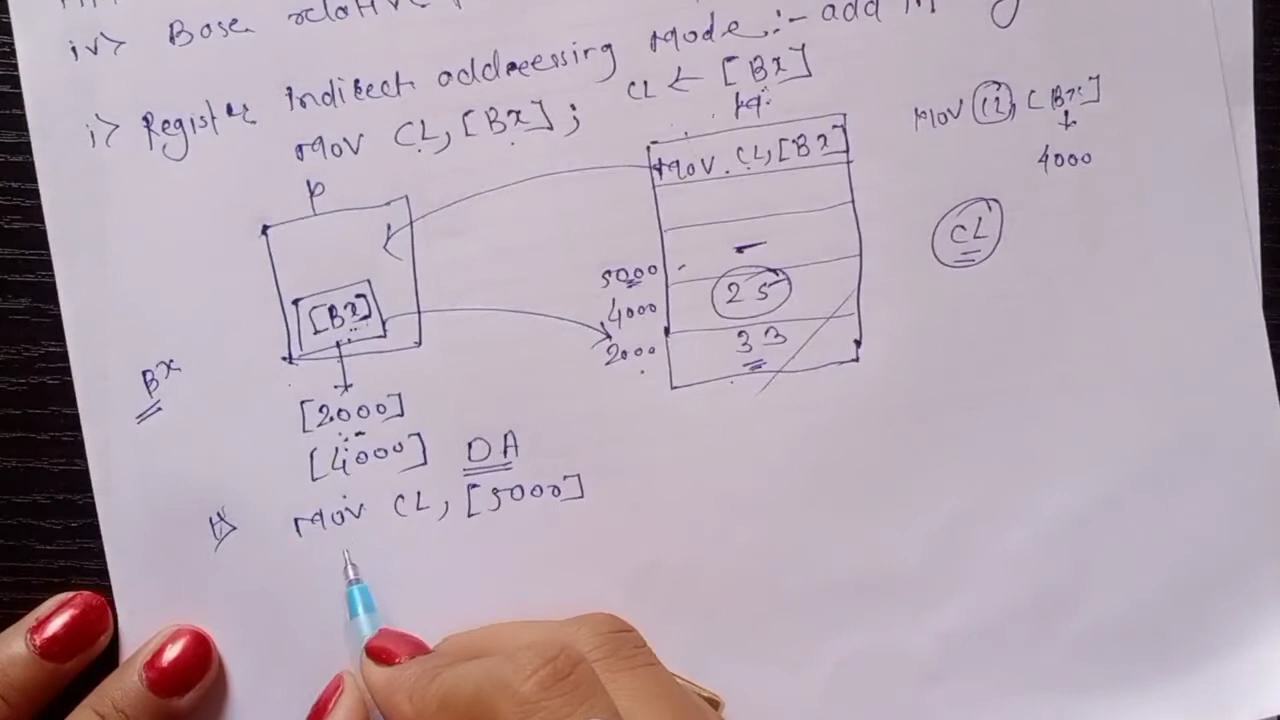 iv> Base relative
i> Register Indirect addressing Mode :- add
Mov CL, [Bx] ; CL ← [Bx]
P
M
Mov CL, [Bx]
Mov CL, [Bx]
4000
CL
5000
4000 25
2000 33
[Bx]
Bx
[2000]
[4000] DA
Mov CL, [5000]